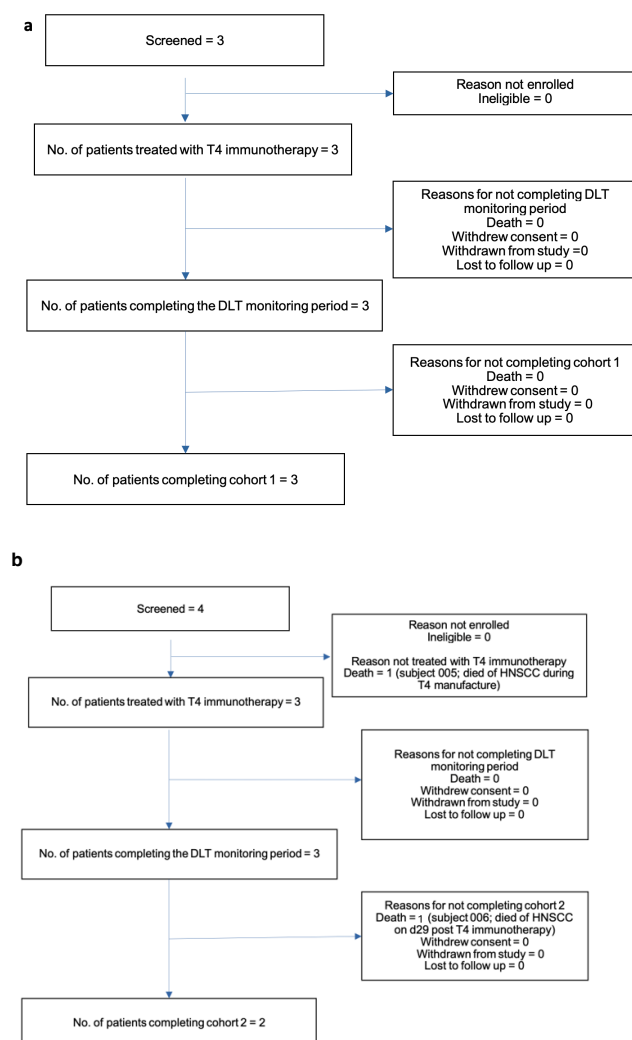 a
Screened = 3
Reason not enrolled
Ineligible = 0
No. of patients treated with T4 immunotherapy = 3
Reasons for not completing DLT
monitoring period
Death = 0
Withdrew consent = 0
Withdrawn from study =0
Lost to follow up = 0
No. of patients completing the DLT monitoring period = 3
Reasons for not completing cohort 1
Death = 0
Withdrew consent = 0
Withdrawn from study = 0
Lost to follow up = 0
No. of patients completing cohort 1 = 3
b
Screened = 4
Reason not enrolled
Ineligible = 0
Reason not treated with T4 immunotherapy
Death = 1 (subject 005; died of HNSCC during
T4 manufacture)
No. of patients treated with T4 immunotherapy = 3
Reasons for not completing DLT
monitoring period
Death = 0
Withdrew consent = 0
Withdrawn from study = 0
Lost to follow up = 0
No. of patients completing the DLT monitoring period = 3
Reasons for not completing cohort 2
Death = 1 (subject 006; died of HNSCC
on d29 post T4 immunotherapy)
Withdrew consent = 0
Withdrawn from study = 0
Lost to follow up = 0
No. of patients completing cohort 2 = 2